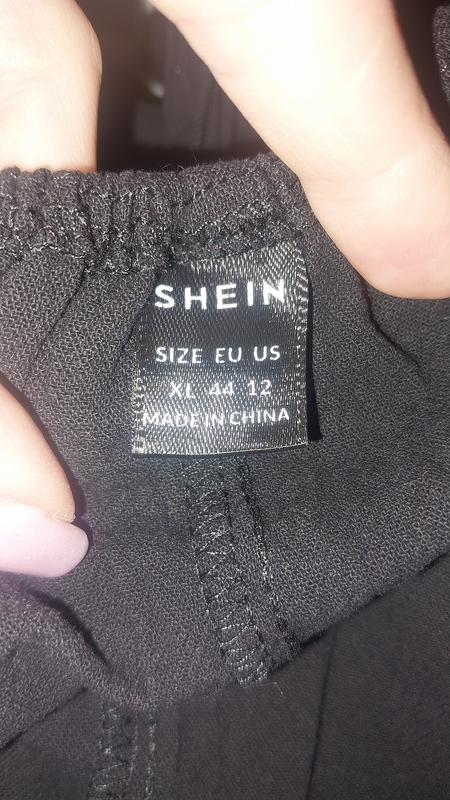 SHEIN
SIZE EU US
XL 44 12
MADE IN CHINA